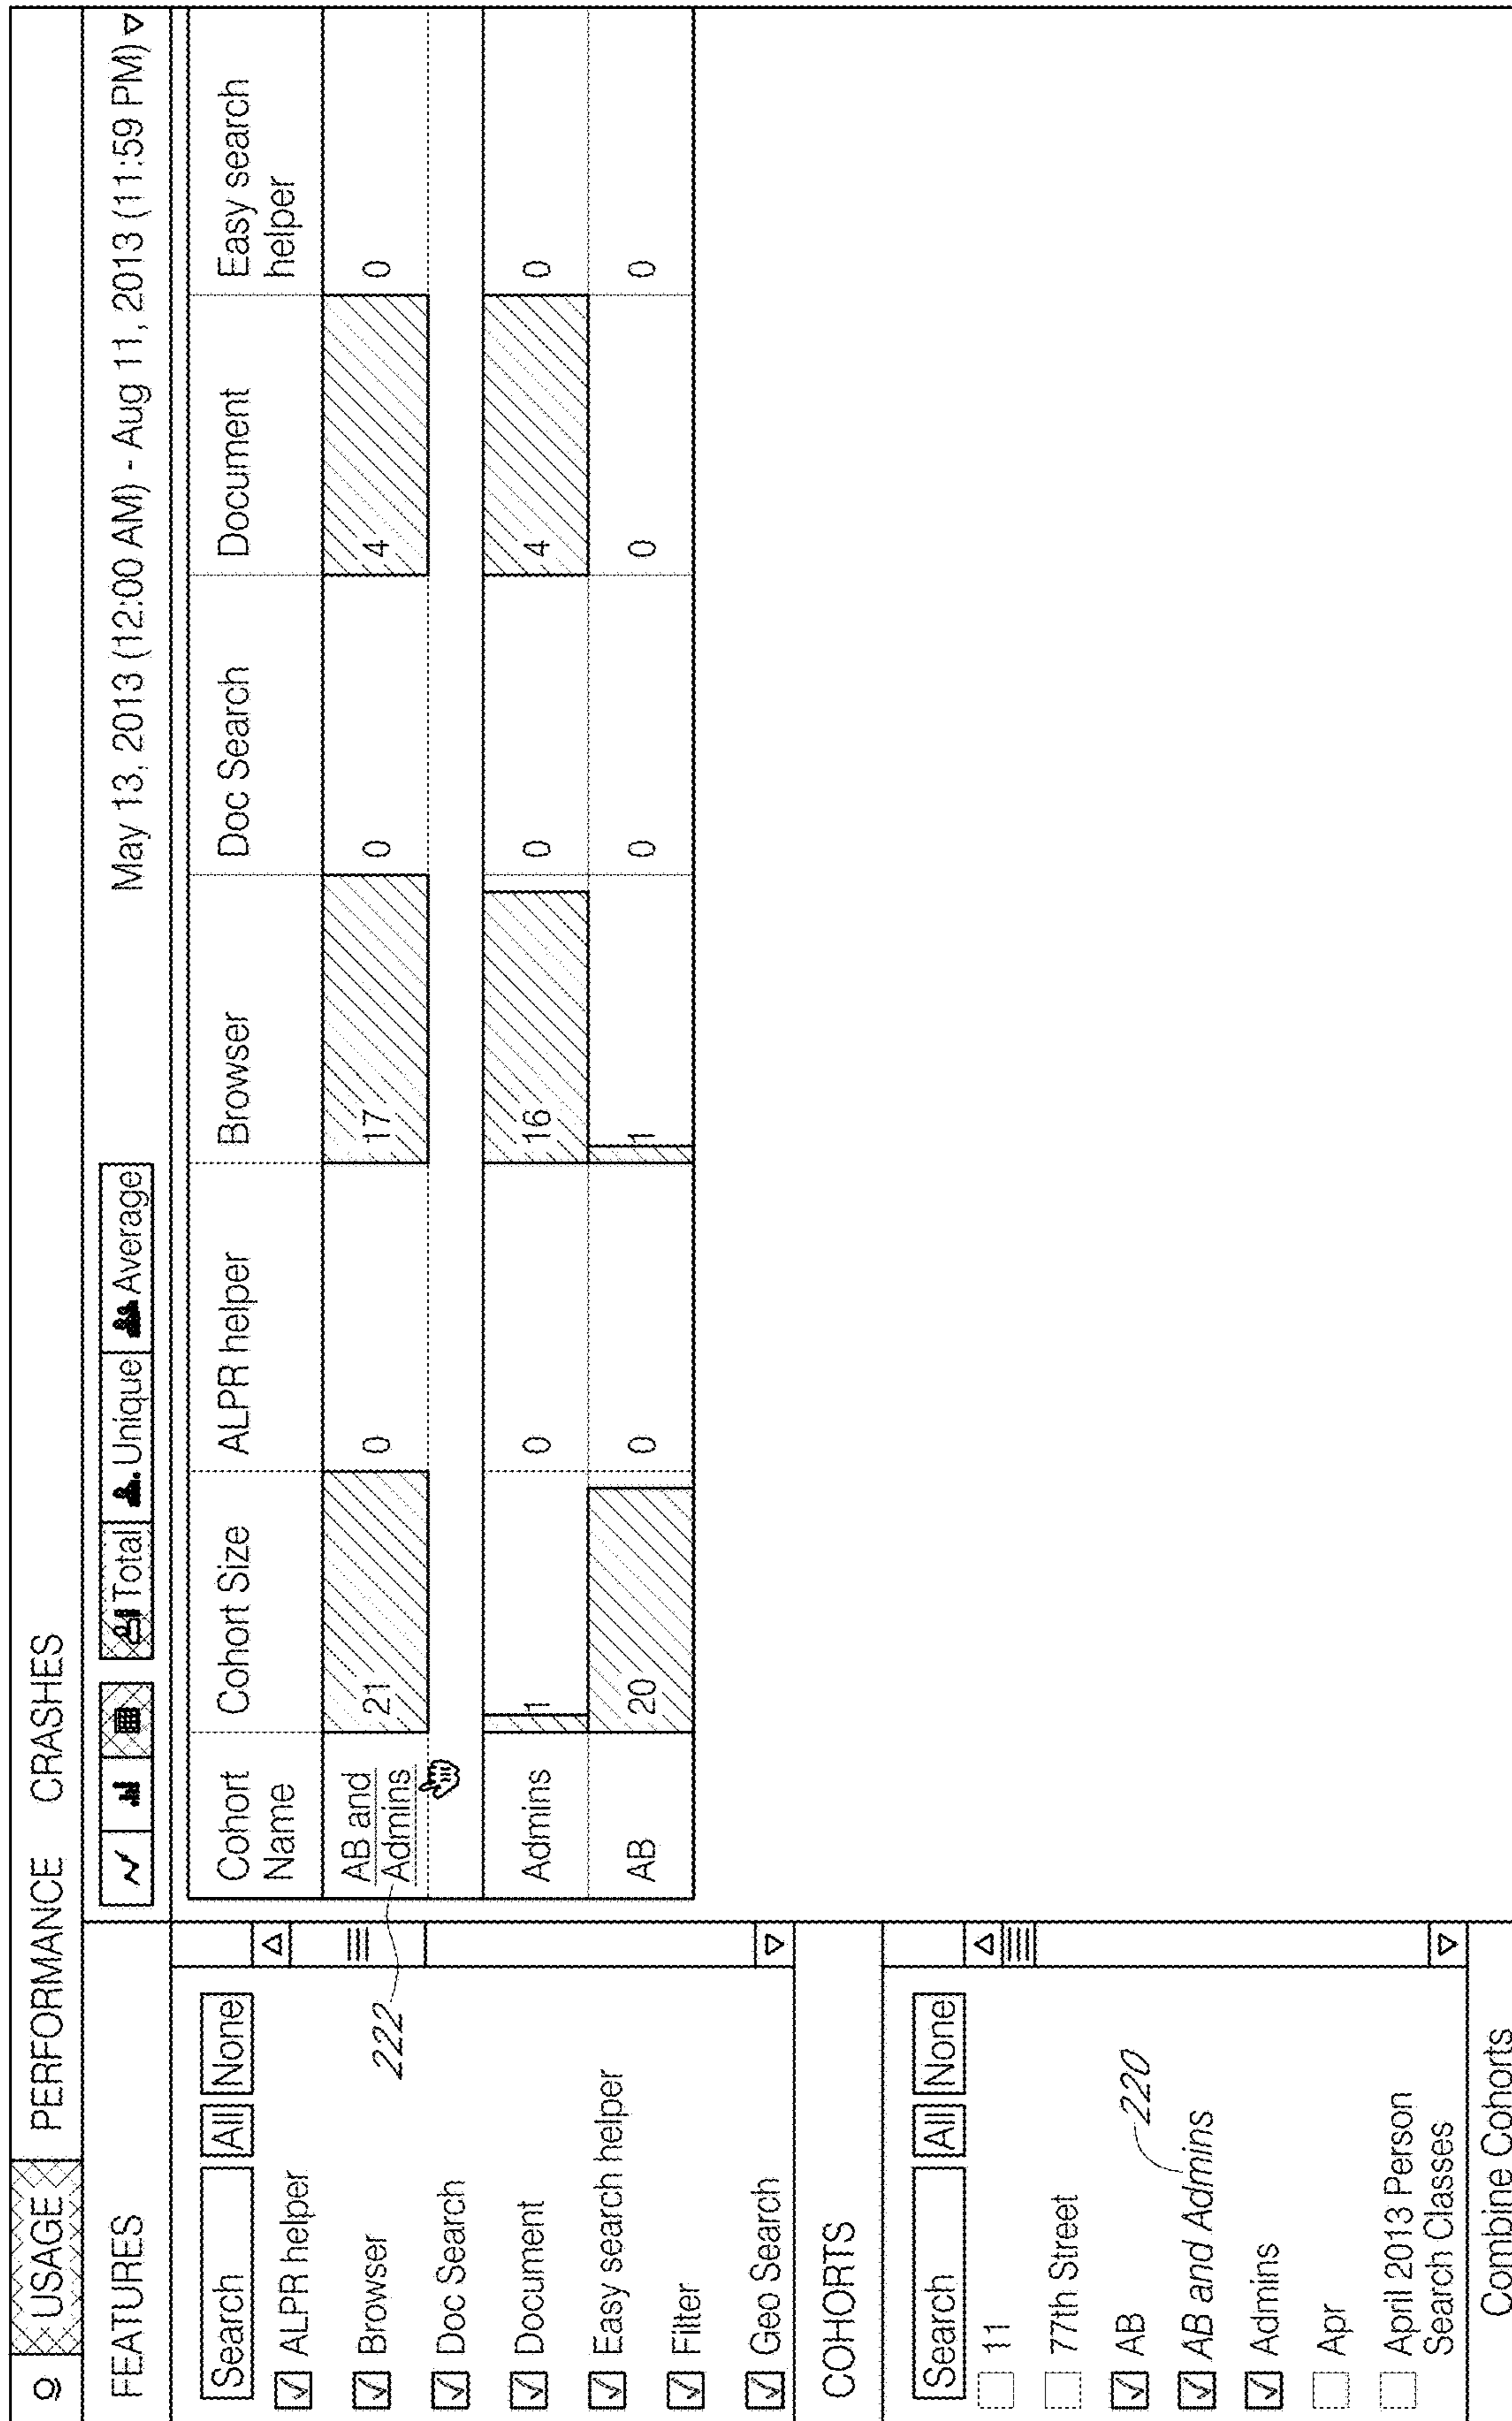 USAGE PERFORMANCE CRASHES
FEATURES
Total Unique Average May 13, 2013 (12:00 AM) - Aug 11, 2013 (11:59 PM)
Search All None
ALPR helper
Browser
Doc Search
Document
Easy search helper
Filter
Geo Search
222
COHORTS
Search All None
11
77th Street
AB
220
AB and Admins
Admins
Apr
April 2013 Person
Search Classes
Combine Cohorts
Cohort Name Cohort Size ALPR helper Browser Doc Search Document Easy search helper
AB and Admins 21 0 17 0 4 0
Admins 1 0 16 0 4 0
AB 20 0 1 0 0 0